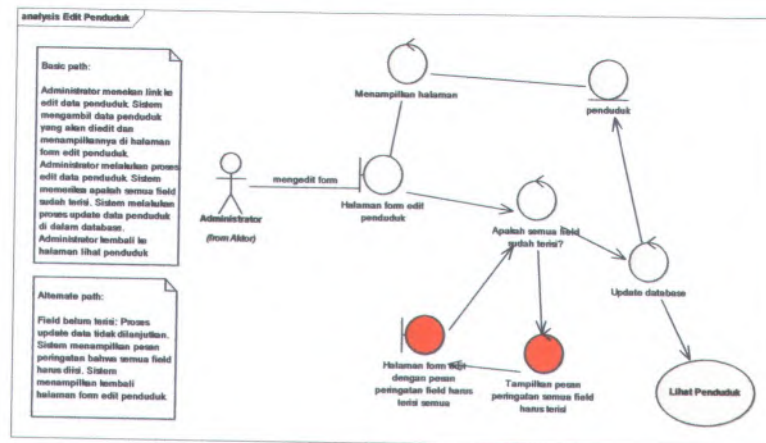 analysis Edit Penduduk
Basic path:
Administrator menekan link ke
edit data penduduk. Sistem
mengambil data penduduk
yang akan diedit dan
menampilkannya di halaman
form edit penduduk.
Administrator melakukan proses
edit data penduduk. Sistem
memeriksa apakah semua field
sudah terisi. Sistem melakukan
proses update data penduduk
di dalam database.
Administrator kembali ke
halaman lihat penduduk
Alternate path:
Field belum terisi: Proses
update data tidak dilanjutkan.
Sistem menampilkan pesan
peringatan bahwa semua field
harus diisi. Sistem
menampilkan kembali
halaman form edit penduduk
Menampilkan halaman
penduduk
mengedit form
Administrator
(from Aktor)
Halaman form edit
penduduk
Apakah semua field
sudah terisi?
Update database
Halaman form edit
dengan pesan
peringatan field harus
terisi semua
Tampilkan pesan
peringatan semua field
harus terisi
Lihat Penduduk